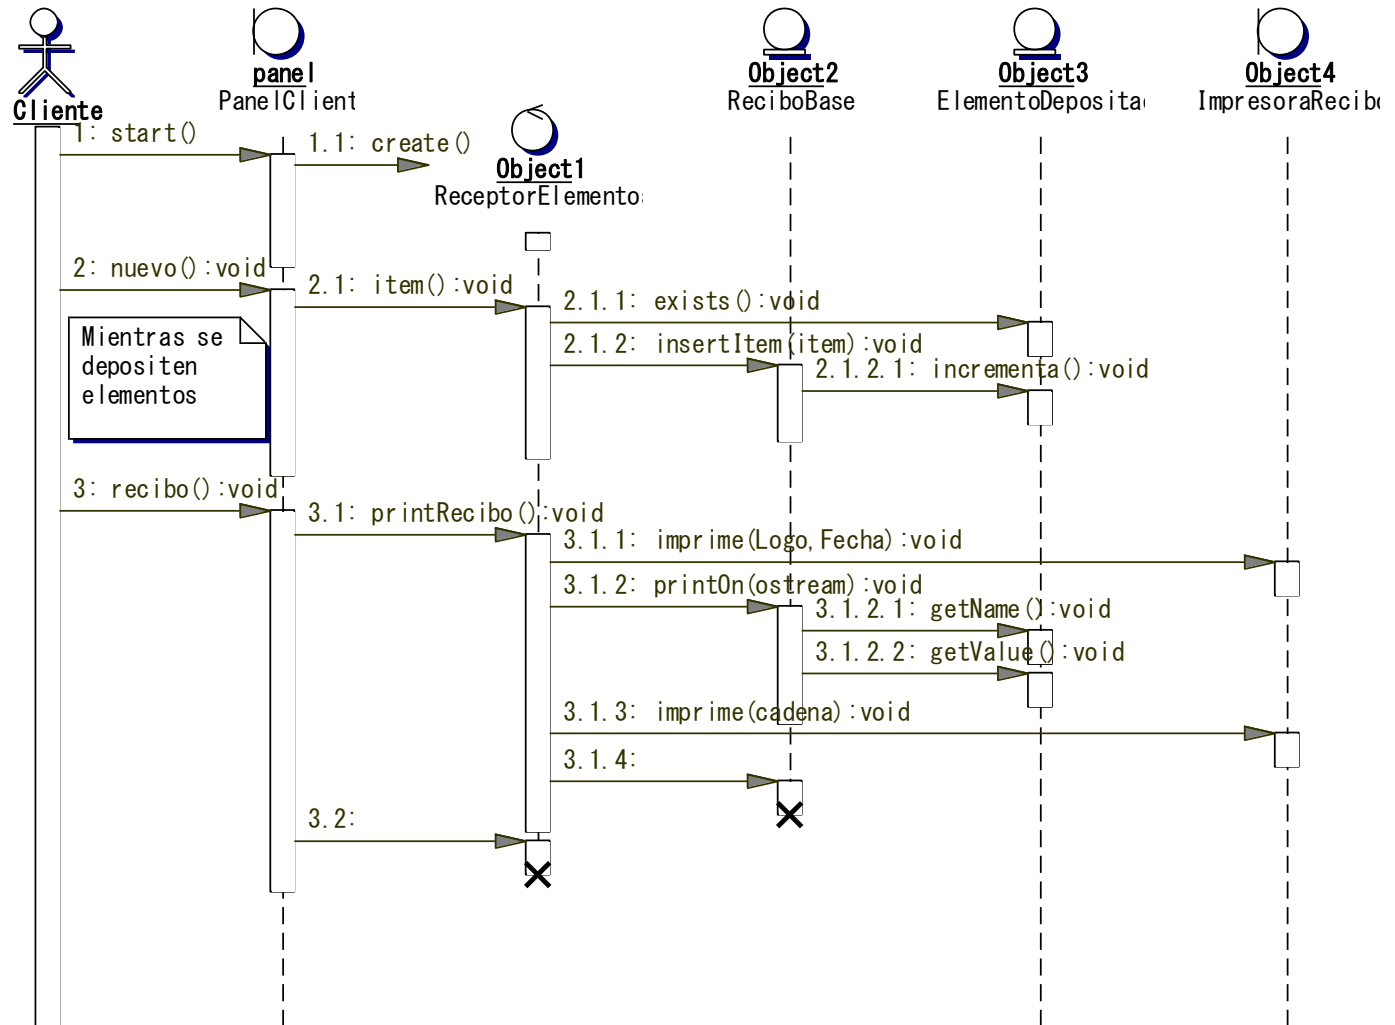 Cliente
panel
PanelClient
Object1
ReceptorElemento
Object2
ReciboBase
Object3
ElementoDeposita
Object4
ImpresoraRecibo
1: start()
1.1: create()
2: nuevo():void
2.1: item():void
2.1.1: exists():void
2.1.2: insertItem(item):void
2.1.2.1: incrementa():void
Mientras se
depositen
elementos
3: recibo():void
3.1: printRecibo():void
3.1.1: imprime(Logo,Fecha):void
3.1.2: printOn(ostream):void
3.1.2.1: getName():void
3.1.2.2: getValue():void
3.1.3: imprime(cadena):void
3.1.4:
3.2: